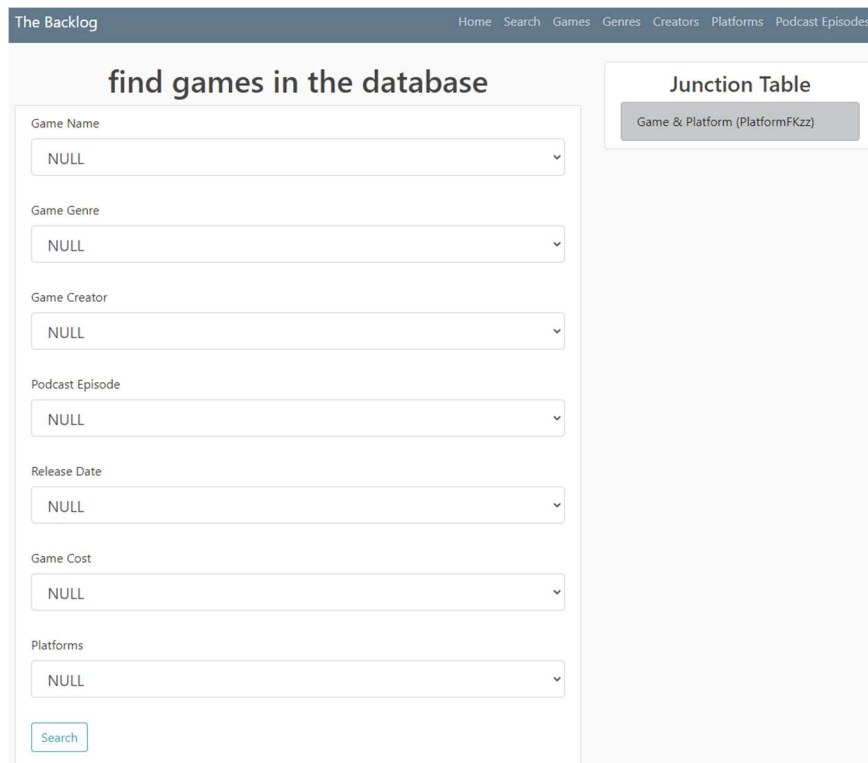 The Backlog
Home Search Games Genres Creators Platforms Podcast Episodes
find games in the database
Game Name
NULL
Game Genre
NULL
Game Creator
NULL
Podcast Episode
NULL
Release Date
NULL
Game Cost
NULL
Platforms
NULL
Search
Junction Table
Game & Platform (PlatformFKzz)